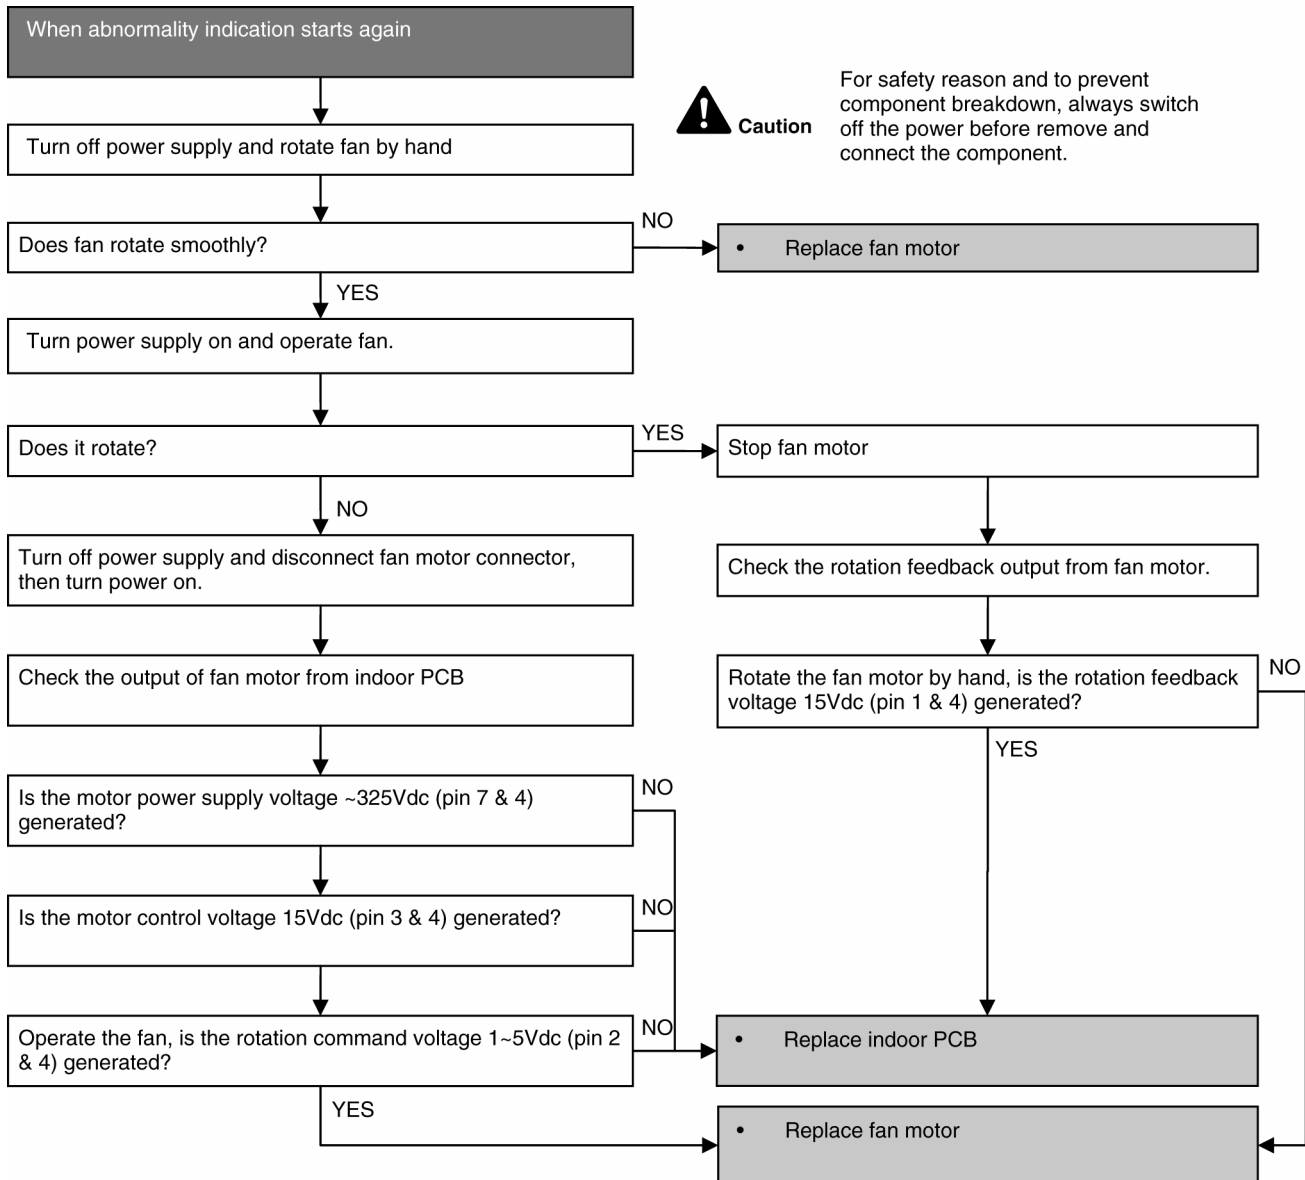 When abnormality indication starts again
Caution
For safety reason and to prevent
component breakdown, always switch
off the power before remove and
connect the component.
Turn off power supply and rotate fan by hand
Does fan rotate smoothly?
NO
• Replace fan motor
YES
Turn power supply on and operate fan.
Does it rotate?
YES
Stop fan motor
NO
Turn off power supply and disconnect fan motor connector,
then turn power on.
Check the rotation feedback output from fan motor.
Check the output of fan motor from indoor PCB
Rotate the fan motor by hand, is the rotation feedback
voltage 15Vdc (pin 1 & 4) generated?
NO
YES
Is the motor power supply voltage ~325Vdc (pin 7 & 4)
generated?
NO
Is the motor control voltage 15Vdc (pin 3 & 4) generated?
NO
Operate the fan, is the rotation command voltage 1~5Vdc (pin 2
& 4) generated?
NO
• Replace indoor PCB
YES
• Replace fan motor